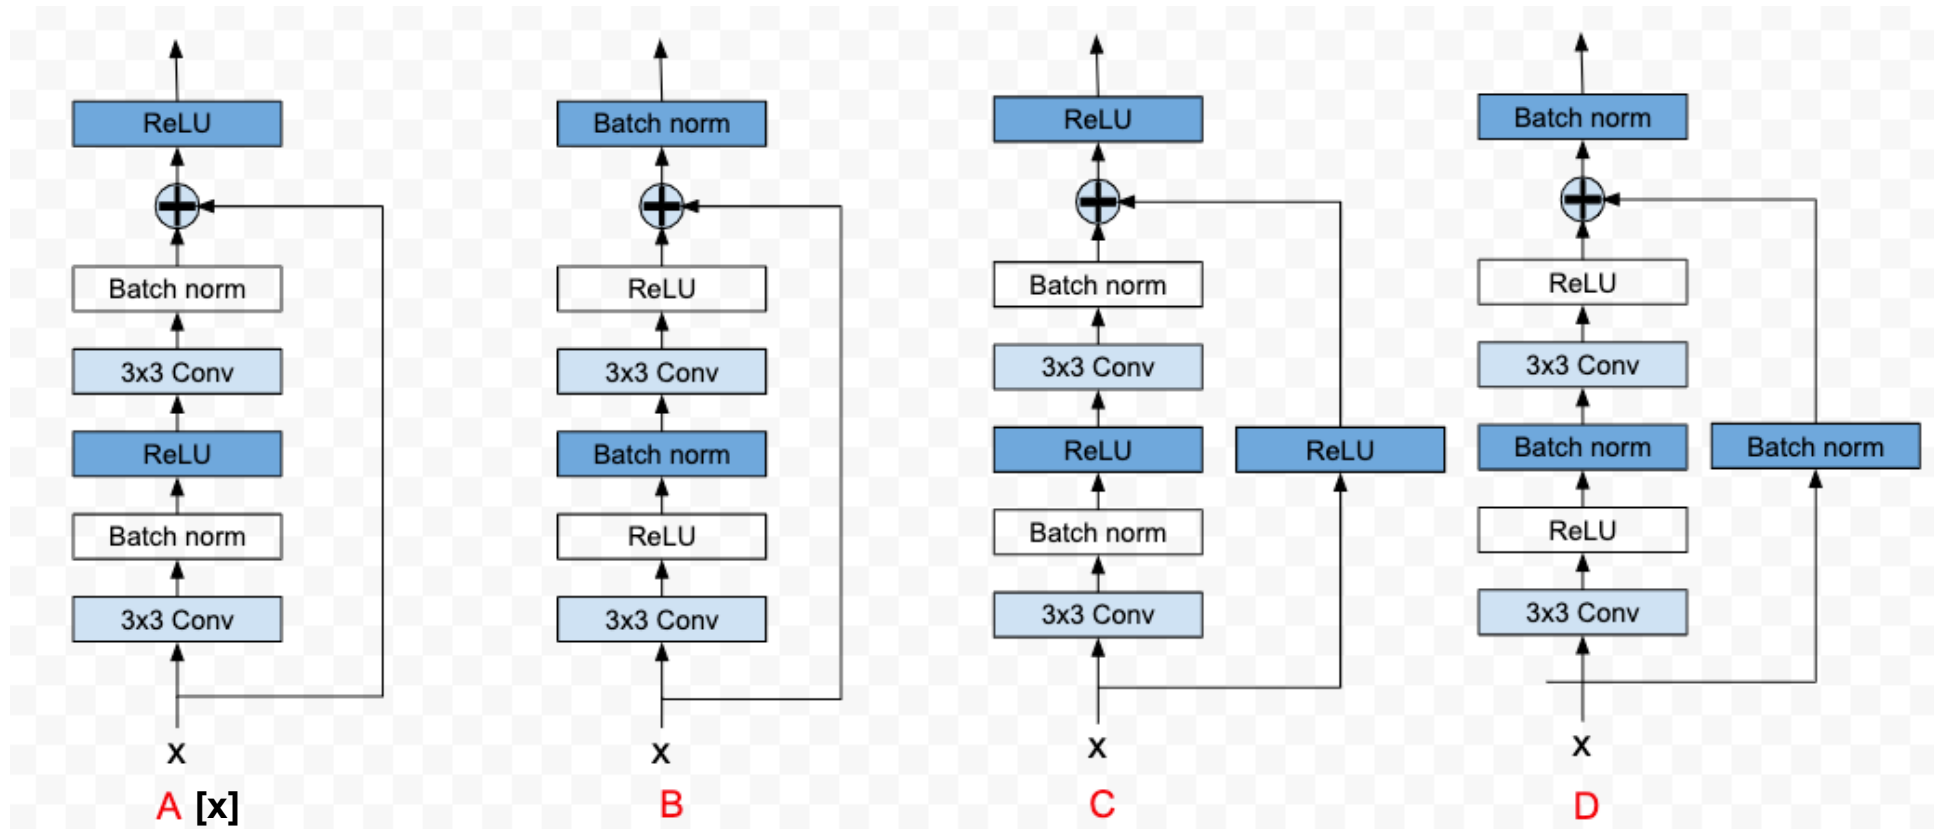 ReLU
Batch norm
3x3 Conv
ReLU
Batch norm
3x3 Conv
x
A [x]
Batch norm
ReLU
3x3 Conv
Batch norm
ReLU
3x3 Conv
x
B
ReLU
Batch norm
3x3 Conv
ReLU
ReLU
Batch norm
3x3 Conv
x
C
Batch norm
ReLU
3x3 Conv
Batch norm
Batch norm
ReLU
3x3 Conv
x
D